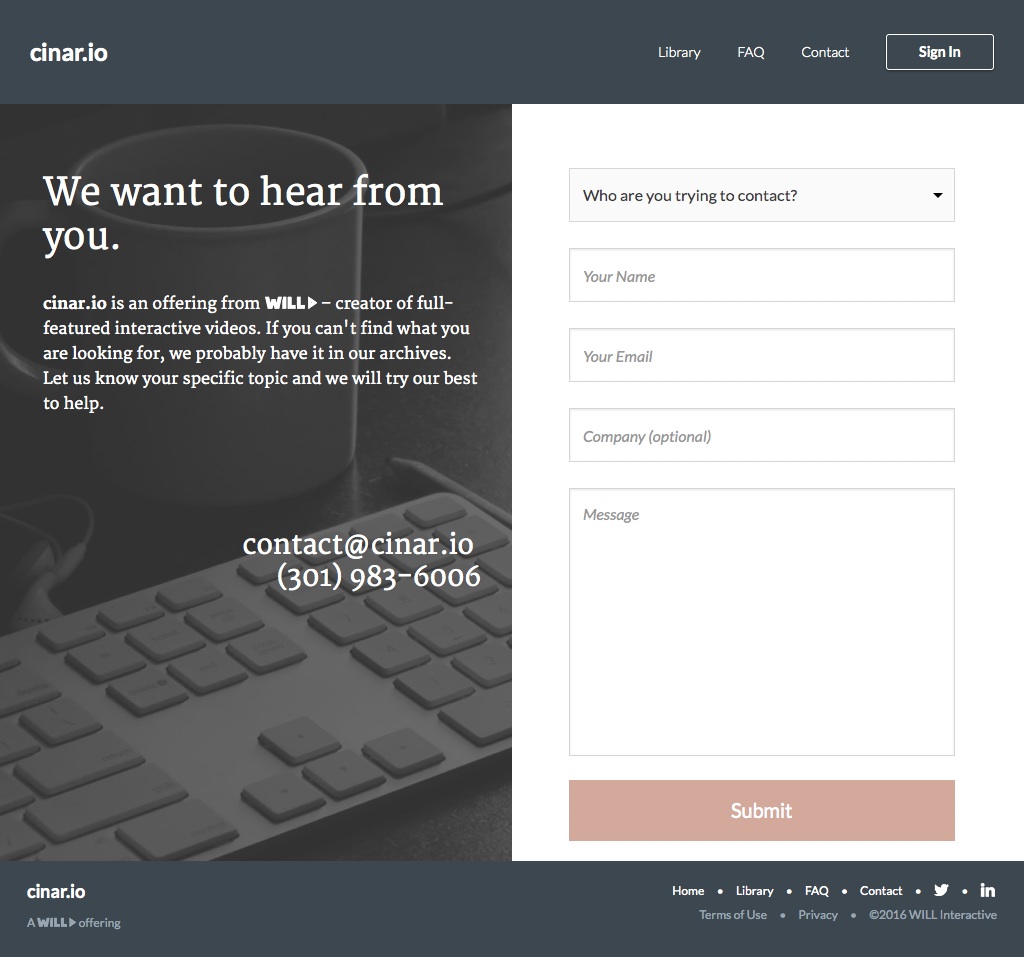 cinar.io
Library FAQ Contact Sign In
We want to hear from
you.
cinar.io is an offering from WILL – creator of full-
featured interactive videos. If you can't find what you
are looking for, we probably have it in our archives.
Let us know your specific topic and we will try our best
to help.
contact@cinar.io
(301) 983-6006
Who are you trying to contact?
Your Name
Your Email
Company (optional)
Message
Submit
cinar.io
A WILL offering
Home • Library • FAQ • Contact • • in
Terms of Use • Privacy • ©2016 WILL Interactive